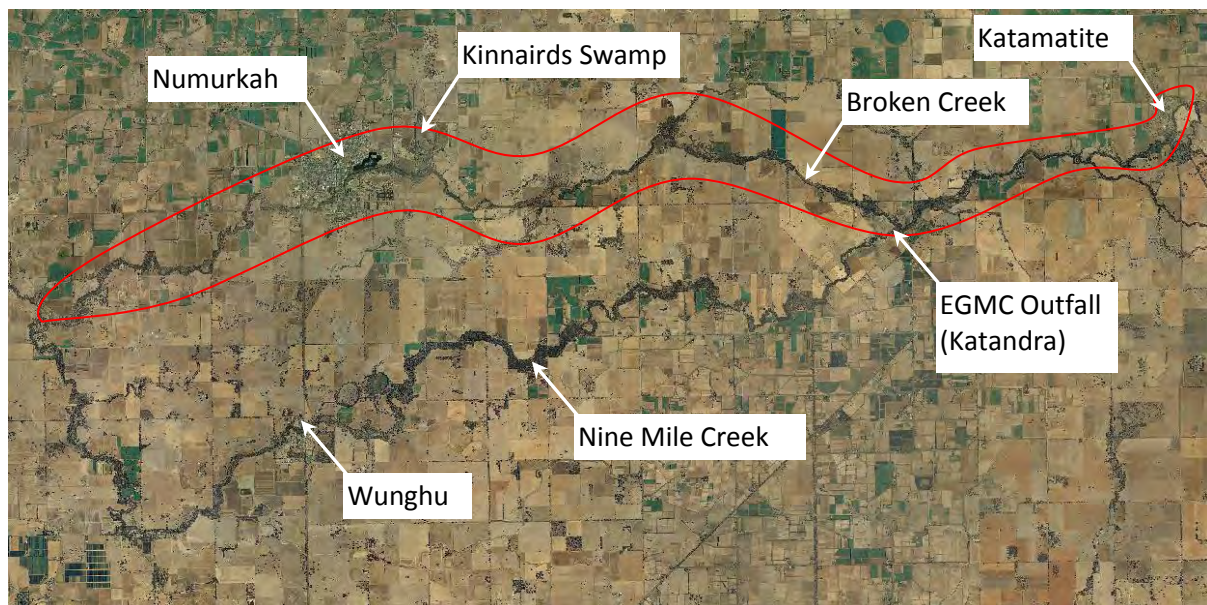 Katamatite
Kinnairds Swamp
Numurkah
Broken Creek
EGMC Outfall
(Katandra)
Nine Mile Creek
Wunghu